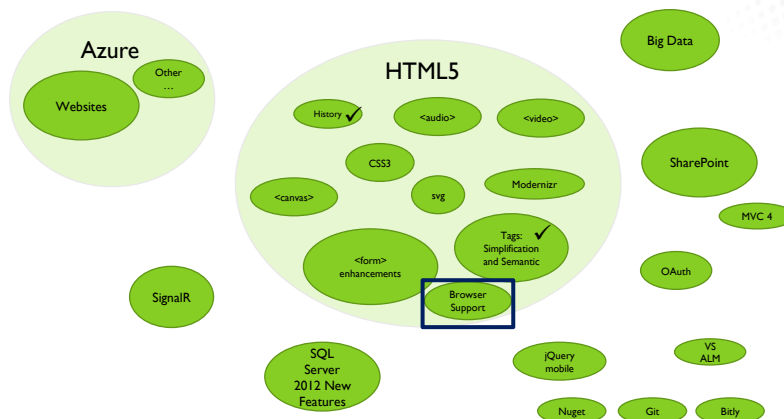 Azure
Other
...
Websites
HTML5
History
<audio>
<video>
CSS3
<canvas>
svg
Modernizr
<form>
enhancements
Tags:
Simplification
and Semantic
Browser
Support
Big Data
SharePoint
MVC 4
OAuth
SignalR
SQL
Server
2012 New
Features
jQuery
mobile
VS
ALM
Nuget
Git
Bitly